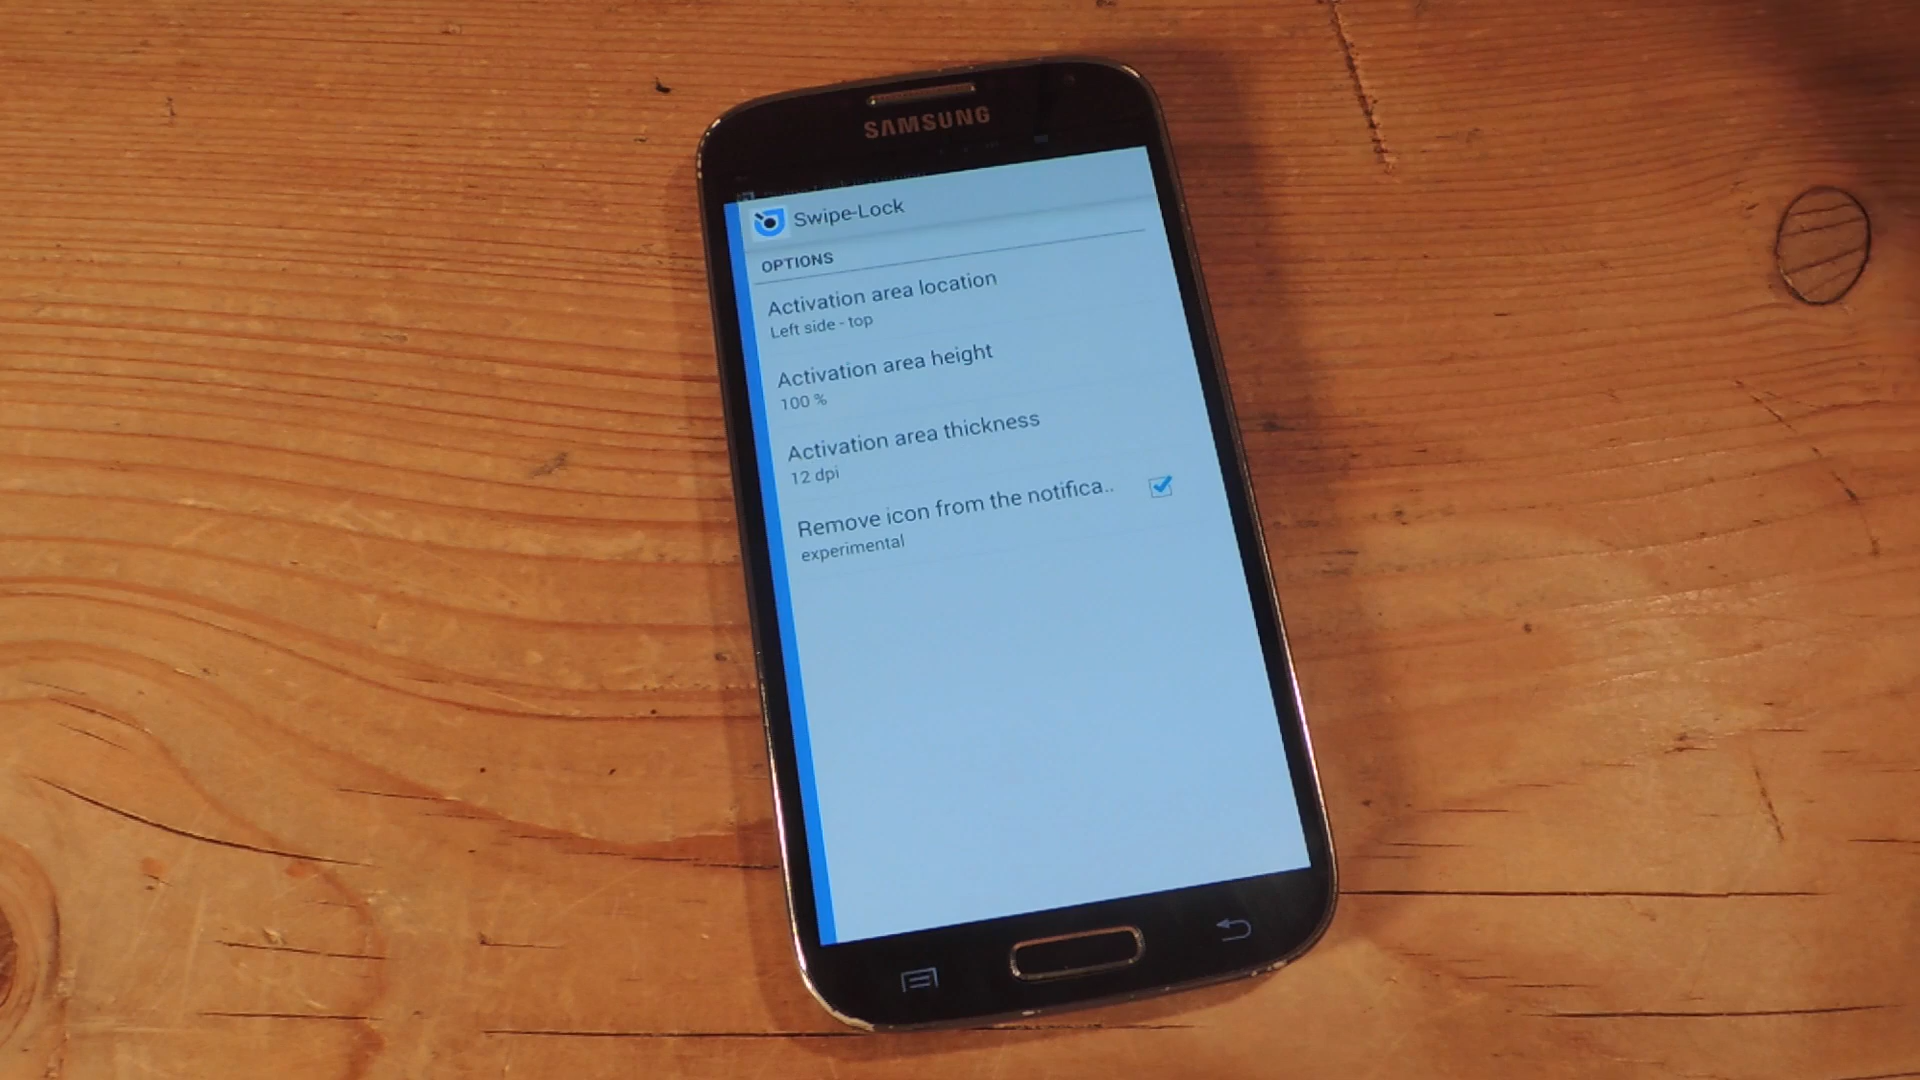 SAMSUNG
Swipe-Lock
OPTIONS
Activation area location
Left side - top
Activation area height
100 %
Activation area thickness
12 dpi
Remove icon from the notifica..
experimental